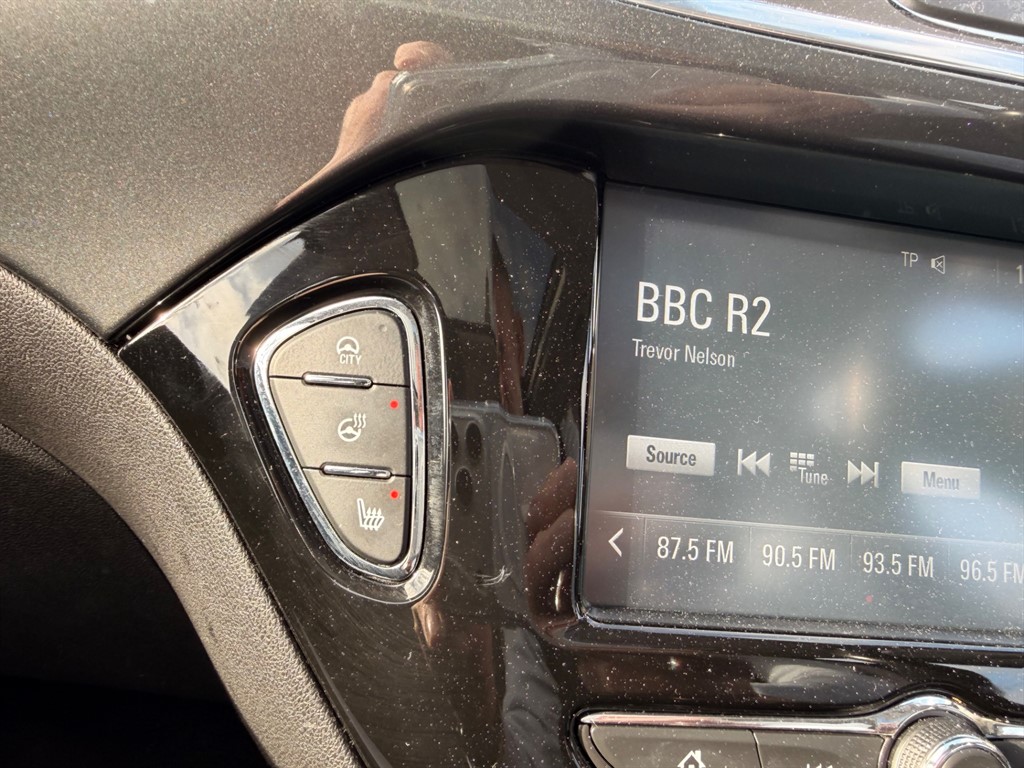 TP
BBC R2
Trevor Nelson
CITY
Source
Tune
Menu
87.5 FM 90.5 FM 93.5 FM 96.5 FM